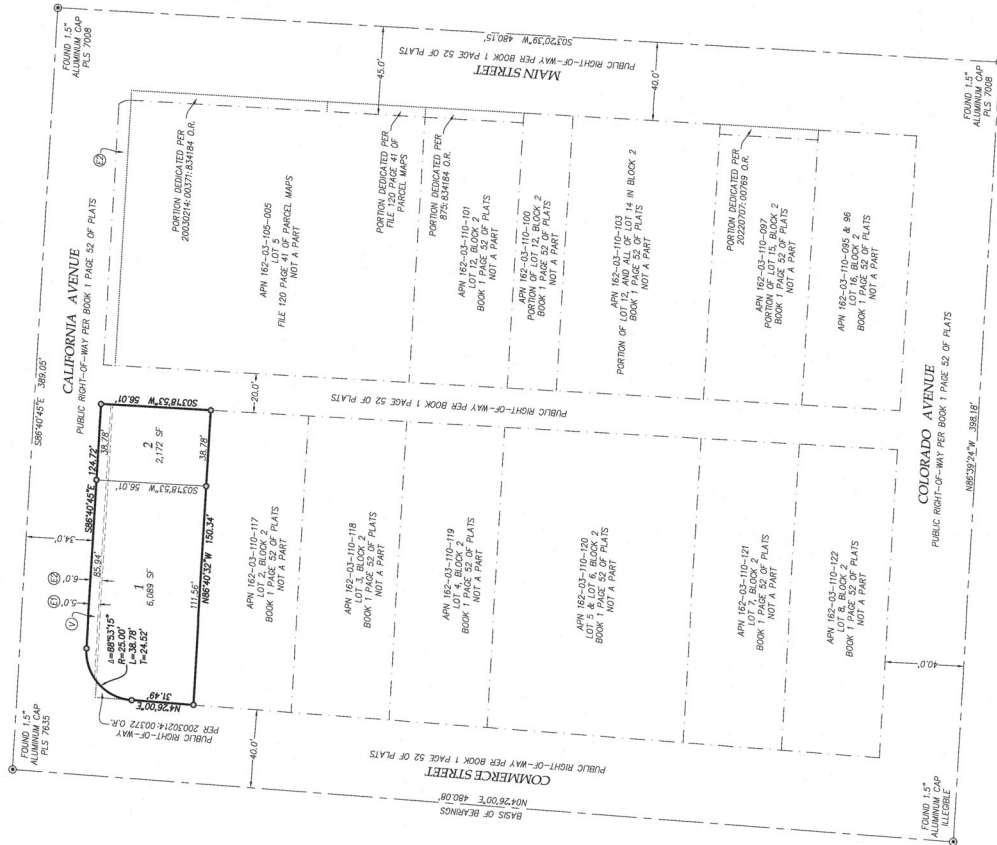 FOUND 1.5"
ALUMINUM CAP
PLS 7635
FOUND 1.5"
ALUMINUM CAP
PLS 7008
S86°40'45"E 389.05'
CALIFORNIA AVENUE
PUBLIC RIGHT-OF-WAY PER BOOK 1 PAGE 52 OF PLATS
34.0'
E1
5.0'
E3
6.0'
V
E2
S86°40'45"E 124.72'
85.94'
38.78'
Δ=88°53'15"
R=25.00'
L=38.78'
T=24.52'
1
6,089 SF
2
2,172 SF
S03°18'53"W 56.01'
S03°18'53"W 56.01'
N4°26'00"E
31.49'
111.56'
38.78'
N86°40'32"W 150.34'
PUBLIC RIGHT-OF-WAY
PER 20030214:00372 O.R.
40.0'
20.0'
45.0'
40.0'
APN 162-03-110-117
LOT 2, BLOCK 2
BOOK 1 PAGE 52 OF PLATS
NOT A PART
APN 162-03-110-118
LOT 3, BLOCK 2
BOOK 1 PAGE 52 OF PLATS
NOT A PART
APN 162-03-110-119
LOT 4, BLOCK 2
BOOK 1 PAGE 52 OF PLATS
NOT A PART
APN 162-03-110-120
LOT 5 & LOT 6, BLOCK 2
BOOK 1 PAGE 52 OF PLATS
NOT A PART
APN 162-03-110-121
LOT 7, BLOCK 2
BOOK 1 PAGE 52 OF PLATS
NOT A PART
APN 162-03-110-122
LOT 8, BLOCK 2
BOOK 1 PAGE 52 OF PLATS
NOT A PART
PUBLIC RIGHT-OF-WAY PER BOOK 1 PAGE 52 OF PLATS
PORTION DEDICATED PER
20030214:00371:834184 O.R.
APN 162-03-105-005
LOT 5
FILE 120 PAGE 41 OF PARCEL MAPS
NOT A PART
PORTION DEDICATED PER
FILE 120 PAGE 41 OF
PARCEL MAPS
PORTION DEDICATED PER
875:834184 O.R.
APN 162-03-110-101
LOT 12, BLOCK 2
BOOK 1 PAGE 52 OF PLATS
NOT A PART
APN 162-03-110-100
PORTION OF LOT 12, BLOCK 2
BOOK 1 PAGE 52 OF PLATS
NOT A PART
APN 162-03-110-103
PORTION OF LOT 12, AND ALL OF LOT 14 IN BLOCK 2
BOOK 1 PAGE 52 OF PLATS
NOT A PART
PORTION DEDICATED PER
20220707:00769 O.R.
APN 162-03-110-097
PORTION OF LOT 15, BLOCK 2
BOOK 1 PAGE 52 OF PLATS
NOT A PART
APN 162-03-110-095 & 96
LOT 16, BLOCK 2
BOOK 1 PAGE 52 OF PLATS
NOT A PART
MAIN STREET
PUBLIC RIGHT-OF-WAY PER BOOK 1 PAGE 52 OF PLATS
S03°20'39"W 480.15'
COMMERCE STREET
PUBLIC RIGHT-OF-WAY PER BOOK 1 PAGE 52 OF PLATS
N04°26'00"E 480.08'
BASIS OF BEARINGS
40.0'
COLORADO AVENUE
PUBLIC RIGHT-OF-WAY PER BOOK 1 PAGE 52 OF PLATS
N86°39'24"W 398.18'
FOUND 1.5"
ALUMINUM CAP
ILLEGIBLE
FOUND 1.5"
ALUMINUM CAP
PLS 7008